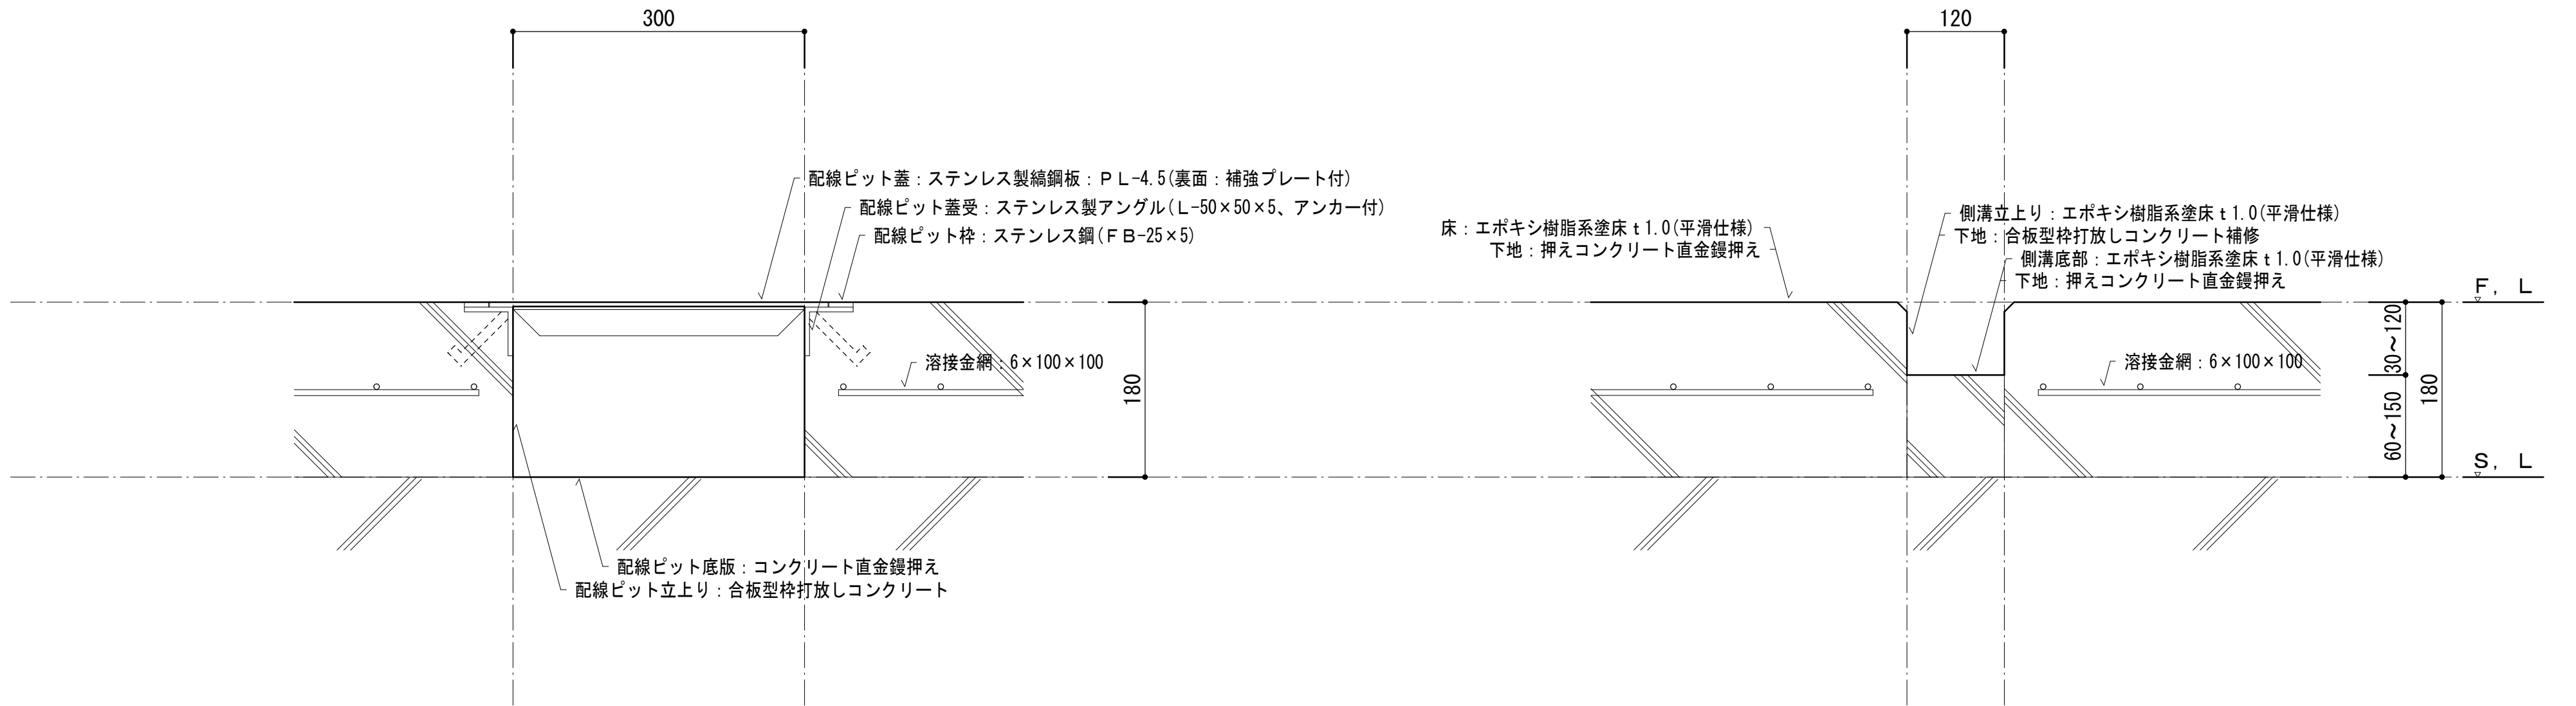 300
120
配線ピット蓋：ステンレス製縞鋼板：ＰＬ-4.5(裏面：補強プレート付)
配線ピット蓋受：ステンレス製アングル(Ｌ-50×50×5、アンカー付)
配線ピット枠：ステンレス鋼(ＦＢ-25×5)
溶接金網：6×100×100
180
配線ピット底版：コンクリート直金鏝押え
配線ピット立上り：合板型枠打放しコンクリート
床：エポキシ樹脂系塗床ｔ1.0(平滑仕様)
下地：押えコンクリート直金鏝押え
側溝立上り：エポキシ樹脂系塗床ｔ1.0(平滑仕様)
下地：合板型枠打放しコンクリート補修
側溝底部：エポキシ樹脂系塗床ｔ1.0(平滑仕様)
下地：押えコンクリート直金鏝押え
溶接金網：6×100×100
30～120
60～150
180
Ｆ，Ｌ
Ｓ，Ｌ